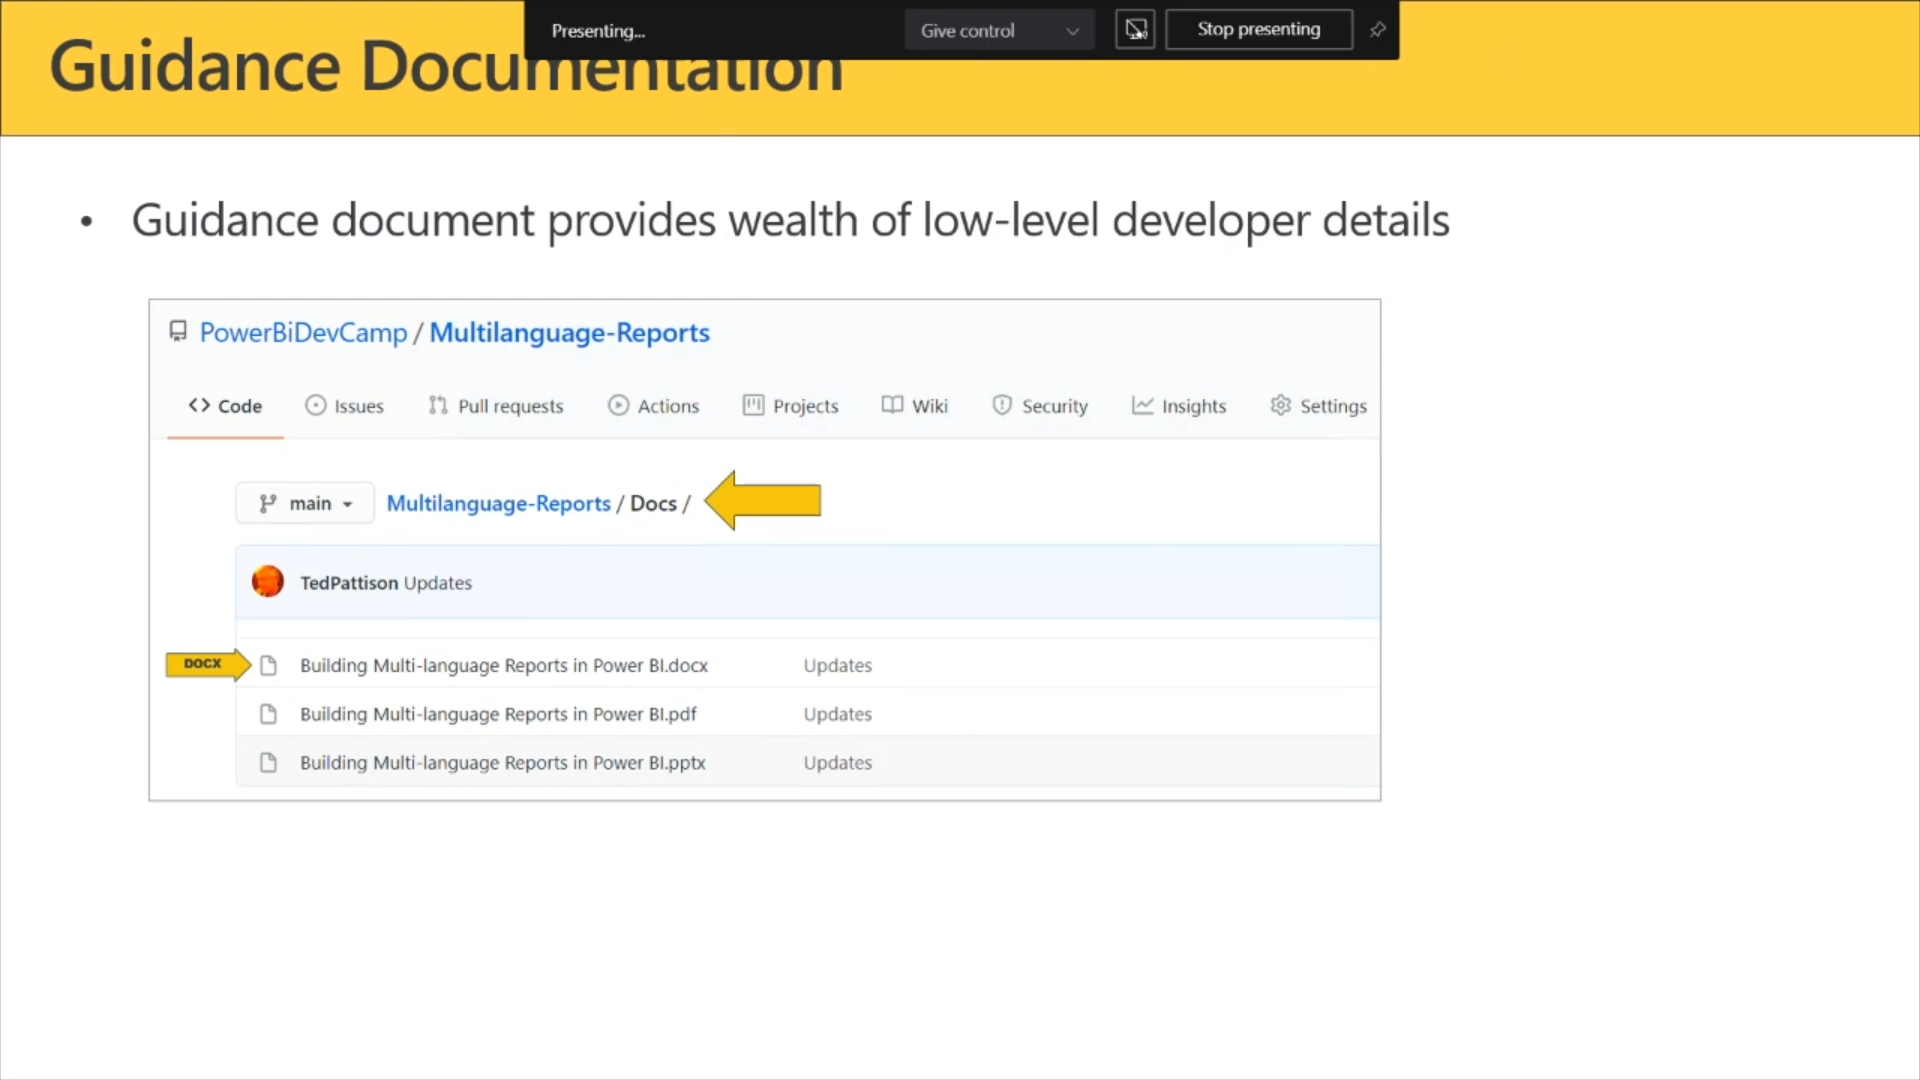 Presenting...
Give control
Stop presenting
Guidance Documentation
• Guidance document provides wealth of low-level developer details
PowerBiDevCamp / Multilanguage-Reports
<> Code Issues Pull requests Actions Projects Wiki Security Insights Settings
main Multilanguage-Reports / Docs /
TedPattison Updates
DOCX Building Multi-language Reports in Power BI.docx Updates
Building Multi-language Reports in Power BI.pdf Updates
Building Multi-language Reports in Power BI.pptx Updates